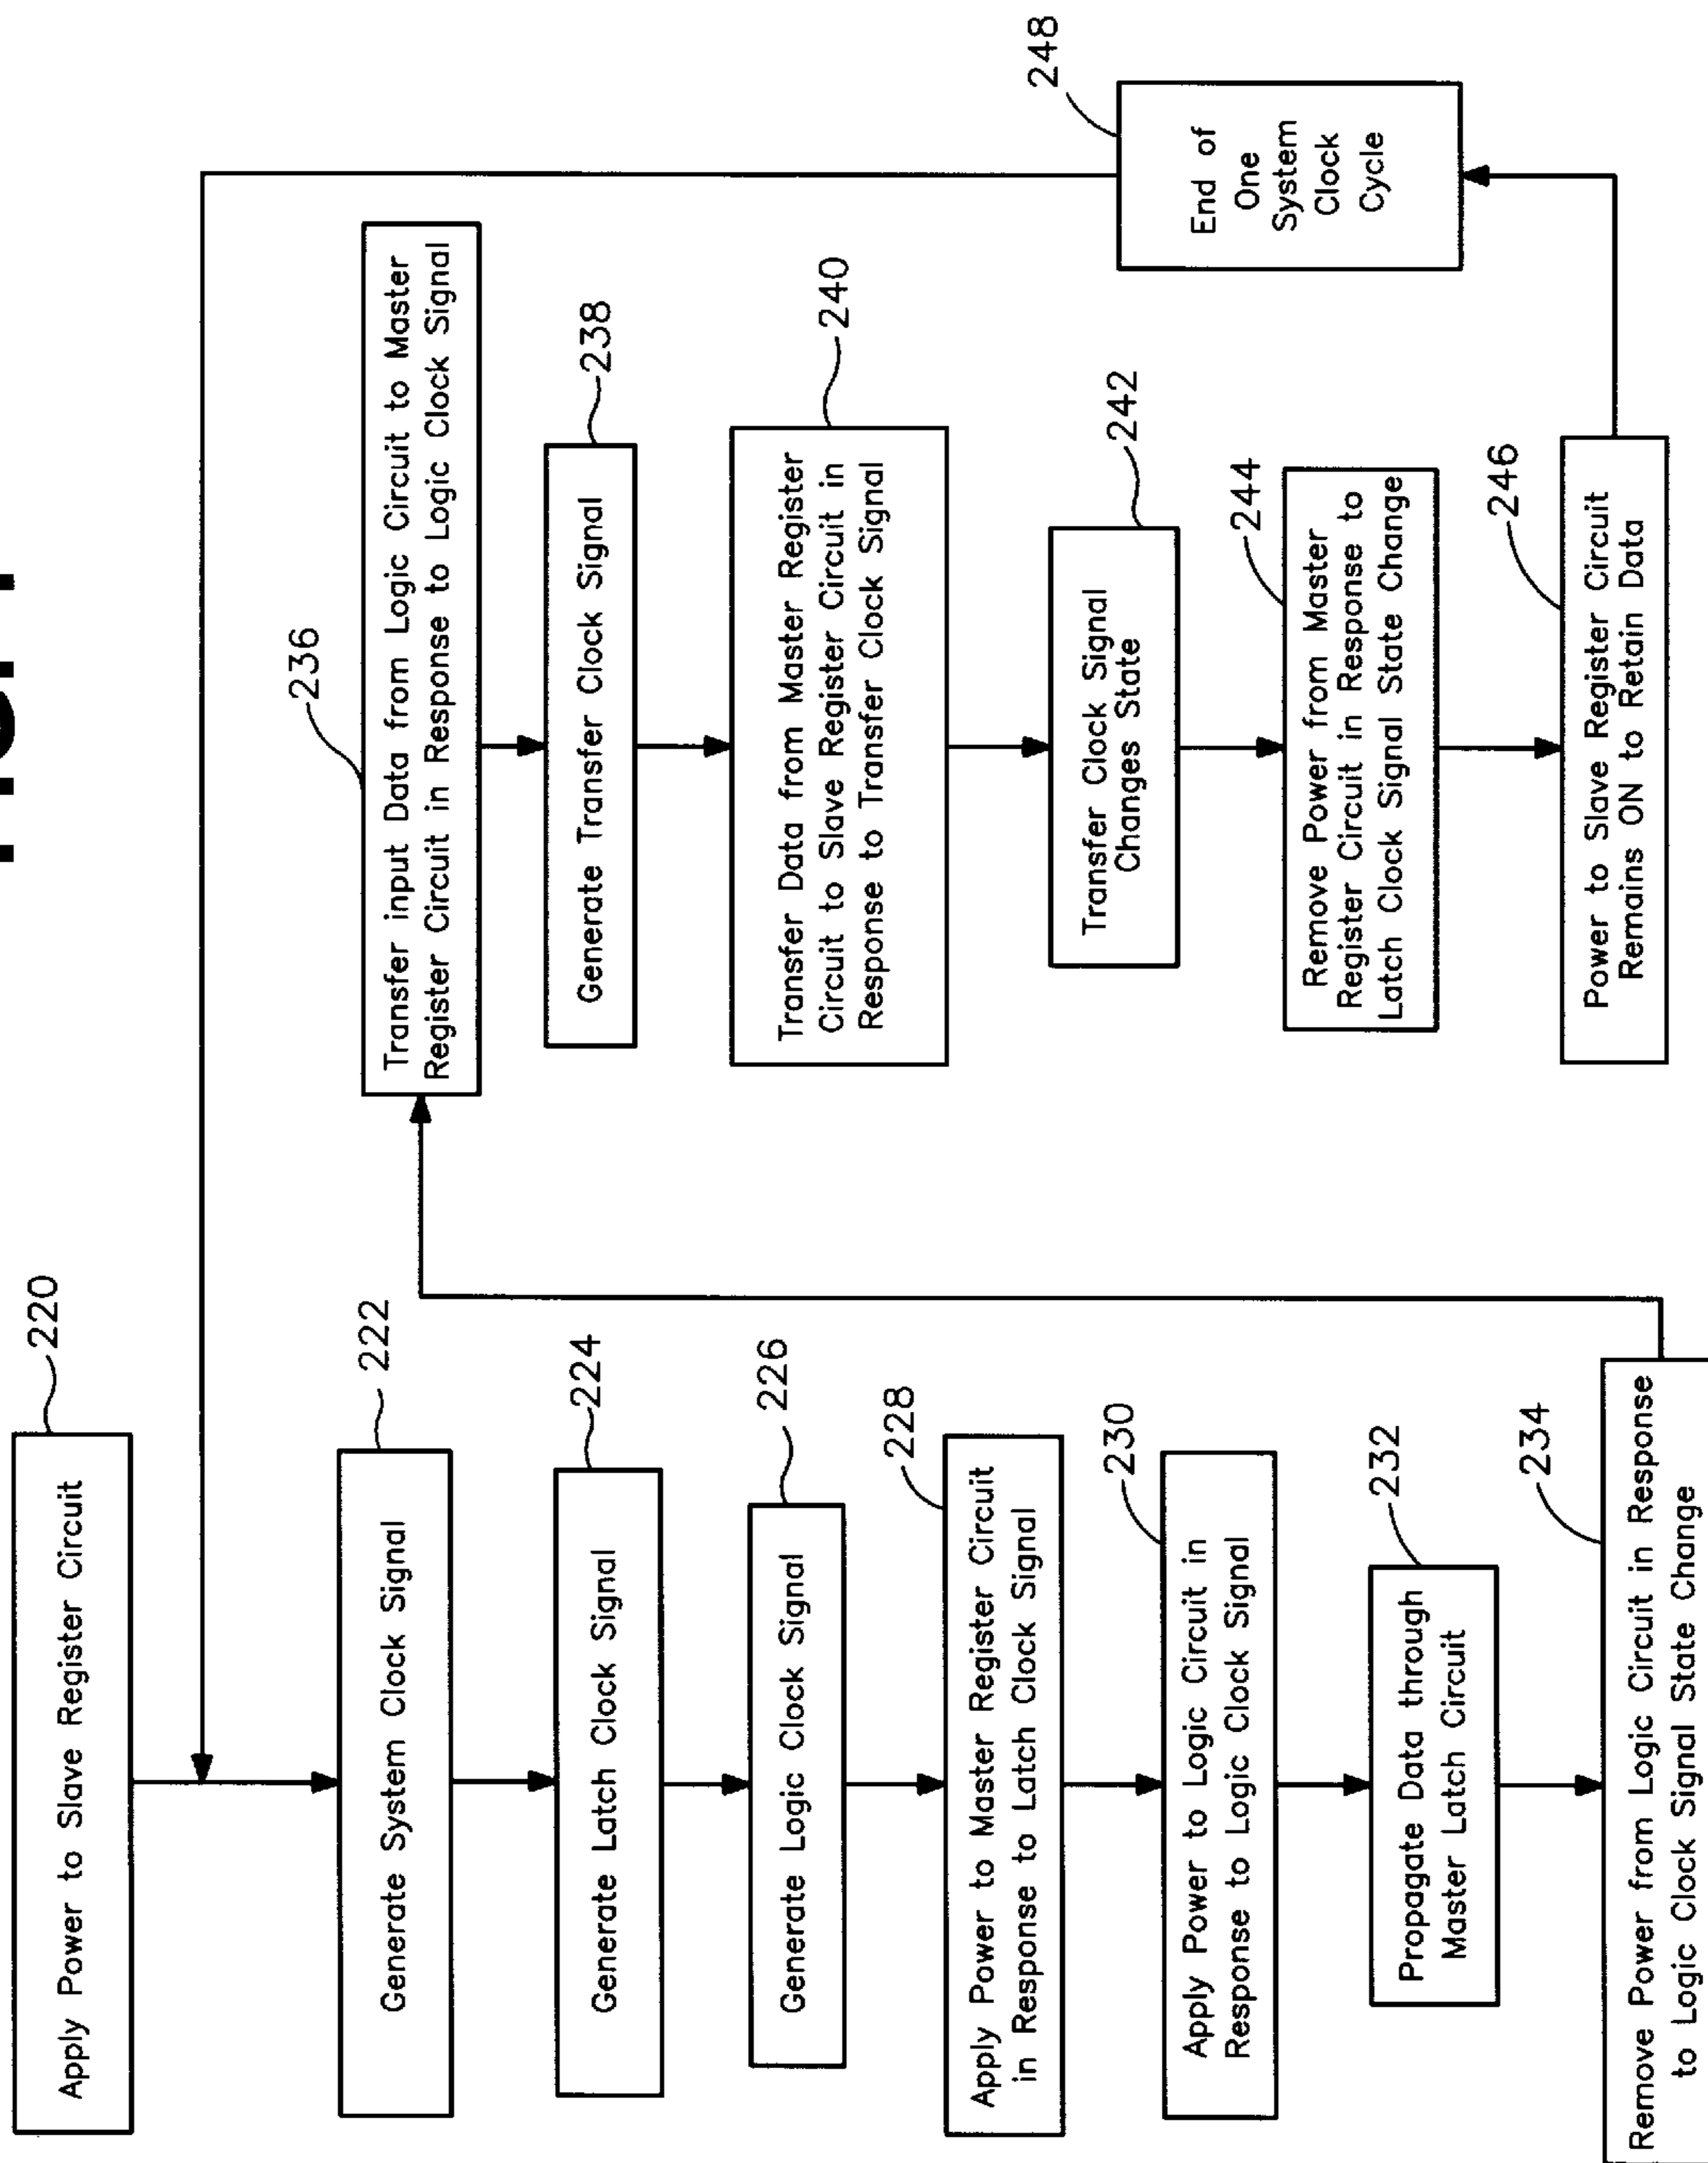 220
Apply Power to Slave Register Circuit
222
Generate System Clock Signal
224
Generate Latch Clock Signal
226
Generate Logic Clock Signal
228
Apply Power to Master Register Circuit
in Response to Latch Clock Signal
230
Apply Power to Logic Circuit in
Response to Logic Clock Signal
232
Propagate Data through
Master Latch Circuit
234
Remove Power from Logic Circuit in Response
to Logic Clock Signal State Change
236
Transfer input Data from Logic Circuit to Master
Register Circuit in Response to Logic Clock Signal
238
Generate Transfer Clock Signal
240
Transfer Data from Master Register
Circuit to Slave Register Circuit in
Response to Transfer Clock Signal
242
Transfer Clock Signal
Changes State
244
Remove Power from Master
Register Circuit in Response to
Latch Clock Signal State Change
246
Power to Slave Register Circuit
Remains ON to Retain Data
248
End of
One
System
Clock
Cycle